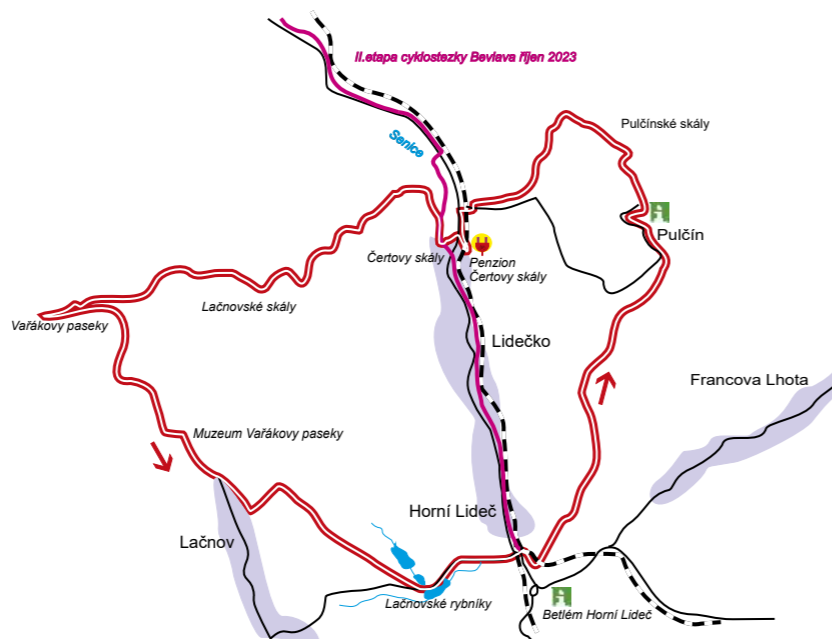 II.etapa cyklostezky Bevlava říjen 2023
Pulčínské skály
Senice
Pulčín
Čertovy skály
Penzion
Čertovy skály
Lačnovské skály
Vařákovy paseky
Lidečko
Francova Lhota
Muzeum Vařákovy paseky
Horní Lideč
Lačnov
Lačnovské rybníky
Betlém Horní Lideč